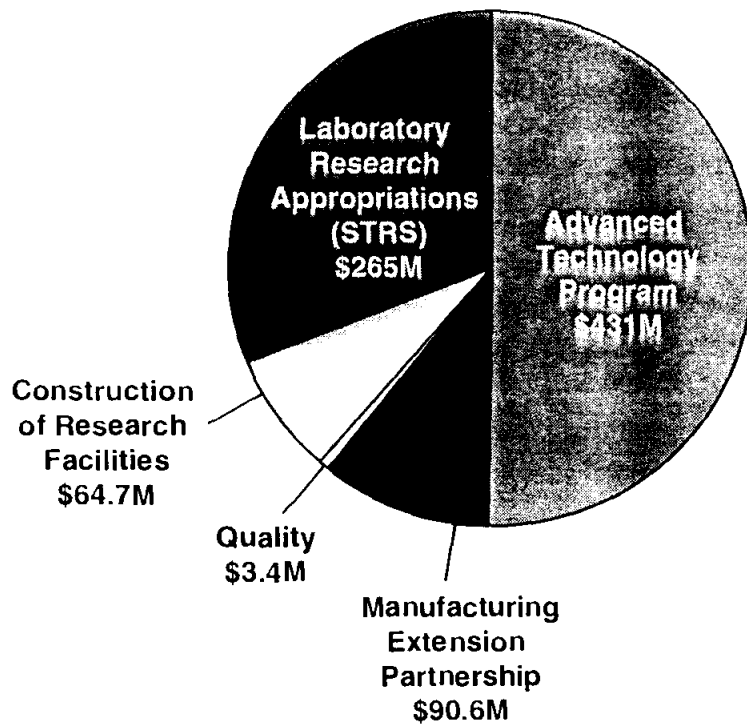 Laboratory
Research
Appropriations
(STRS)
$265M
Advanced
Technology
Program
$431M
Construction
of Research
Facilities
$64.7M
Quality
$3.4M
Manufacturing
Extension
Partnership
$90.6M